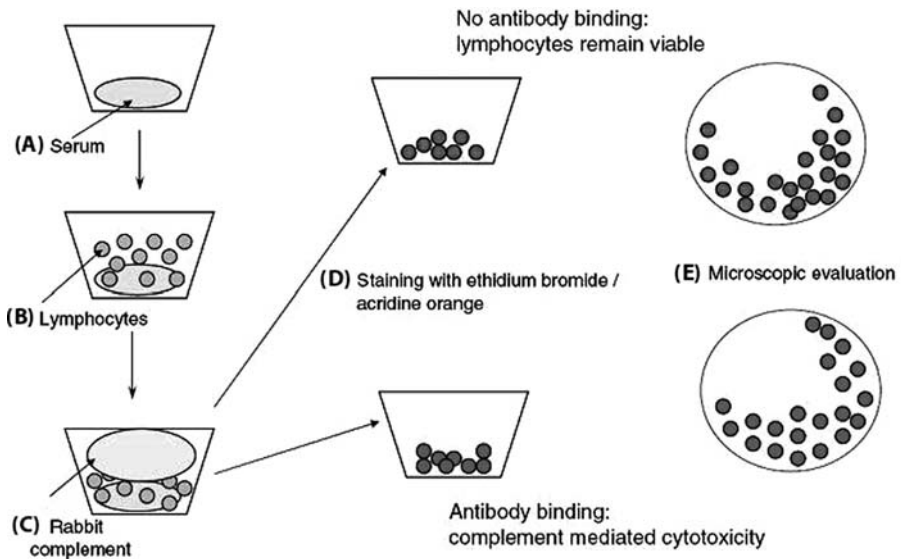 No antibody binding:
lymphocytes remain viable
(A) Serum
(B) Lymphocytes
(D) Staining with ethidium bromide /
acridine orange
(E) Microscopic evaluation
(C) Rabbit
complement
Antibody binding:
complement mediated cytotoxicity